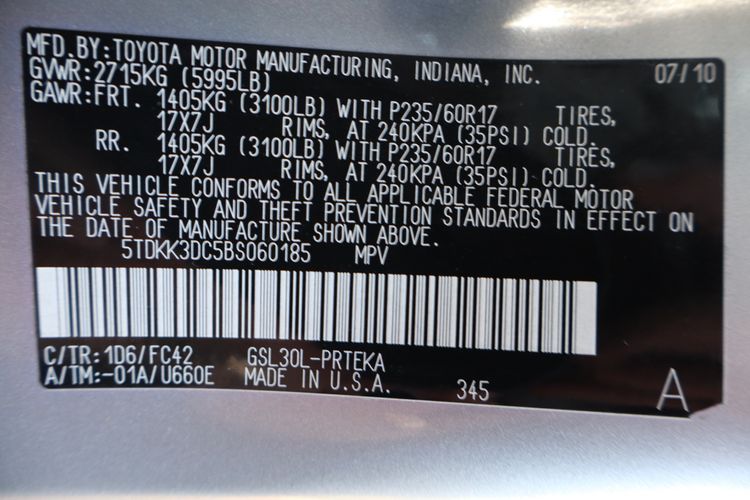 MFD.BY:TOYOTA MOTOR MANUFACTURING, INDIANA, INC. 07/10
GVWR:2715KG (5995LB)
GAWR:FRT. 1405KG (3100LB) WITH P235/60R17 TIRES,
17X7J RIMS, AT 240KPA (35PSI) COLD.
RR. 1405KG (3100LB) WITH P235/60R17 TIRES,
17X7J RIMS, AT 240KPA (35PSI) COLD.
THIS VEHICLE CONFORMS TO ALL APPLICABLE FEDERAL MOTOR
VEHICLE SAFETY AND THEFT PREVENTION STANDARDS IN EFFECT ON
THE DATE OF MANUFACTURE SHOWN ABOVE.
5TDKK3DC5BS060185 MPV
C/TR:1D6/FC42 GSL30L-PRTEKA
A/TM:-01A/U660E MADE IN U.S.A. 345 A